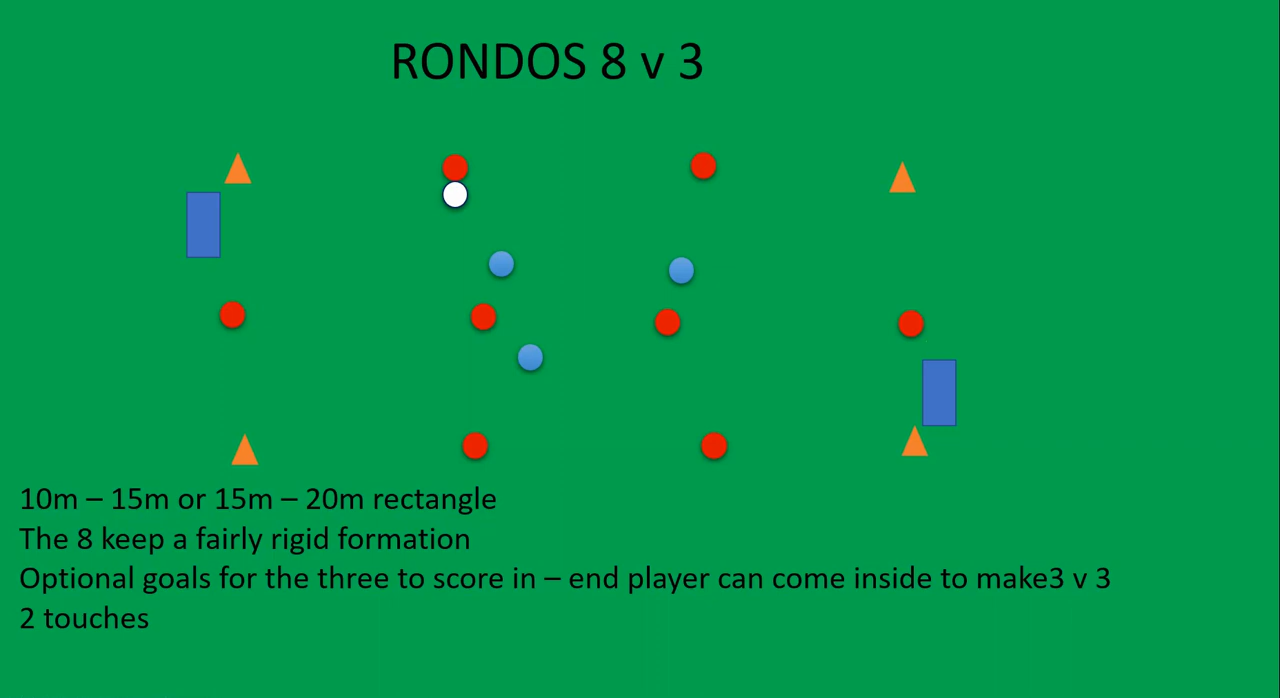 RONDOS 8 v 3
10m – 15m or 15m – 20m rectangle
The 8 keep a fairly rigid formation
Optional goals for the three to score in – end player can come inside to make3 v 3
2 touches